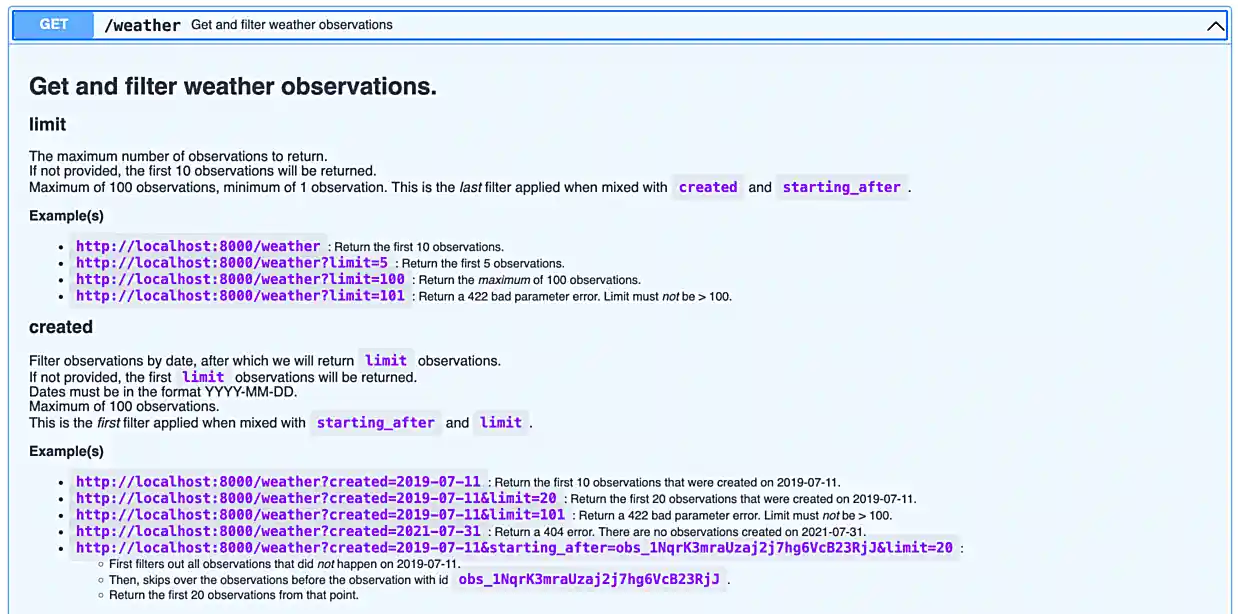 GET /weather Get and filter weather observations
Get and filter weather observations.
limit
The maximum number of observations to return.
If not provided, the first 10 observations will be returned.
Maximum of 100 observations, minimum of 1 observation. This is the last filter applied when mixed with created and starting_after .
Example(s)
• http://localhost:8000/weather : Return the first 10 observations.
• http://localhost:8000/weather?limit=5 : Return the first 5 observations.
• http://localhost:8000/weather?limit=100 : Return the maximum of 100 observations.
• http://localhost:8000/weather?limit=101 : Return a 422 bad parameter error. Limit must not be > 100.
created
Filter observations by date, after which we will return limit observations.
If not provided, the first limit observations will be returned.
Dates must be in the format YYYY-MM-DD.
Maximum of 100 observations.
This is the first filter applied when mixed with starting_after and limit .
Example(s)
• http://localhost:8000/weather?created=2019-07-11 : Return the first 10 observations that were created on 2019-07-11.
• http://localhost:8000/weather?created=2019-07-11&limit=20 : Return the first 20 observations that were created on 2019-07-11.
• http://localhost:8000/weather?created=2019-07-11&limit=101 : Return a 422 bad parameter error. Limit must not be > 100.
• http://localhost:8000/weather?created=2021-07-31 : Return a 404 error. There are no observations created on 2021-07-31.
• http://localhost:8000/weather?created=2019-07-11&starting_after=obs_1NqrK3mraUzaj2j7hg6VcB23RjJ&limit=20 :
◦ First filters out all observations that did not happen on 2019-07-11.
◦ Then, skips over the observations before the observation with id obs_1NqrK3mraUzaj2j7hg6VcB23RjJ .
◦ Return the first 20 observations from that point.